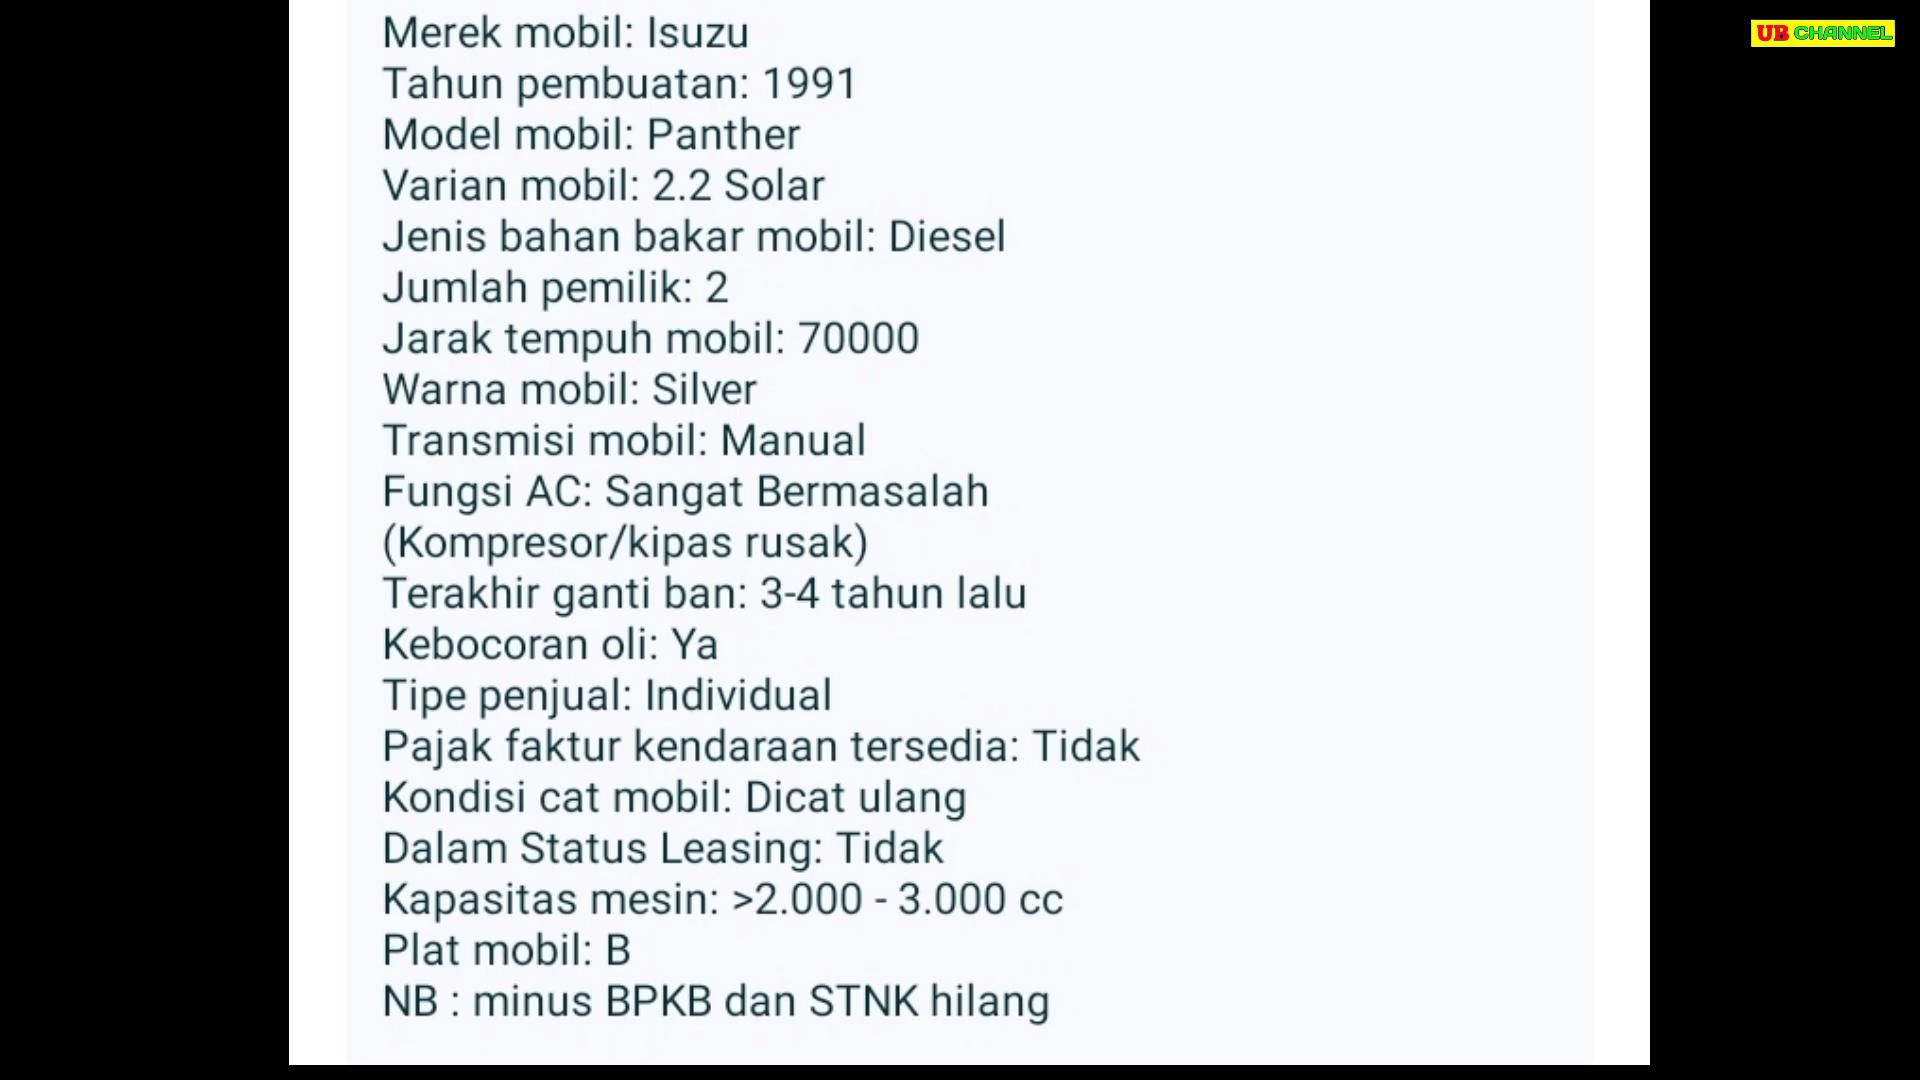 UB CHANNEL
Merek mobil: Isuzu
Tahun pembuatan: 1991
Model mobil: Panther
Varian mobil: 2.2 Solar
Jenis bahan bakar mobil: Diesel
Jumlah pemilik: 2
Jarak tempuh mobil: 70000
Warna mobil: Silver
Transmisi mobil: Manual
Fungsi AC: Sangat Bermasalah
(Kompresor/kipas rusak)
Terakhir ganti ban: 3-4 tahun lalu
Kebocoran oli: Ya
Tipe penjual: Individual
Pajak faktur kendaraan tersedia: Tidak
Kondisi cat mobil: Dicat ulang
Dalam Status Leasing: Tidak
Kapasitas mesin: >2.000 - 3.000 cc
Plat mobil: B
NB : minus BPKB dan STNK hilang